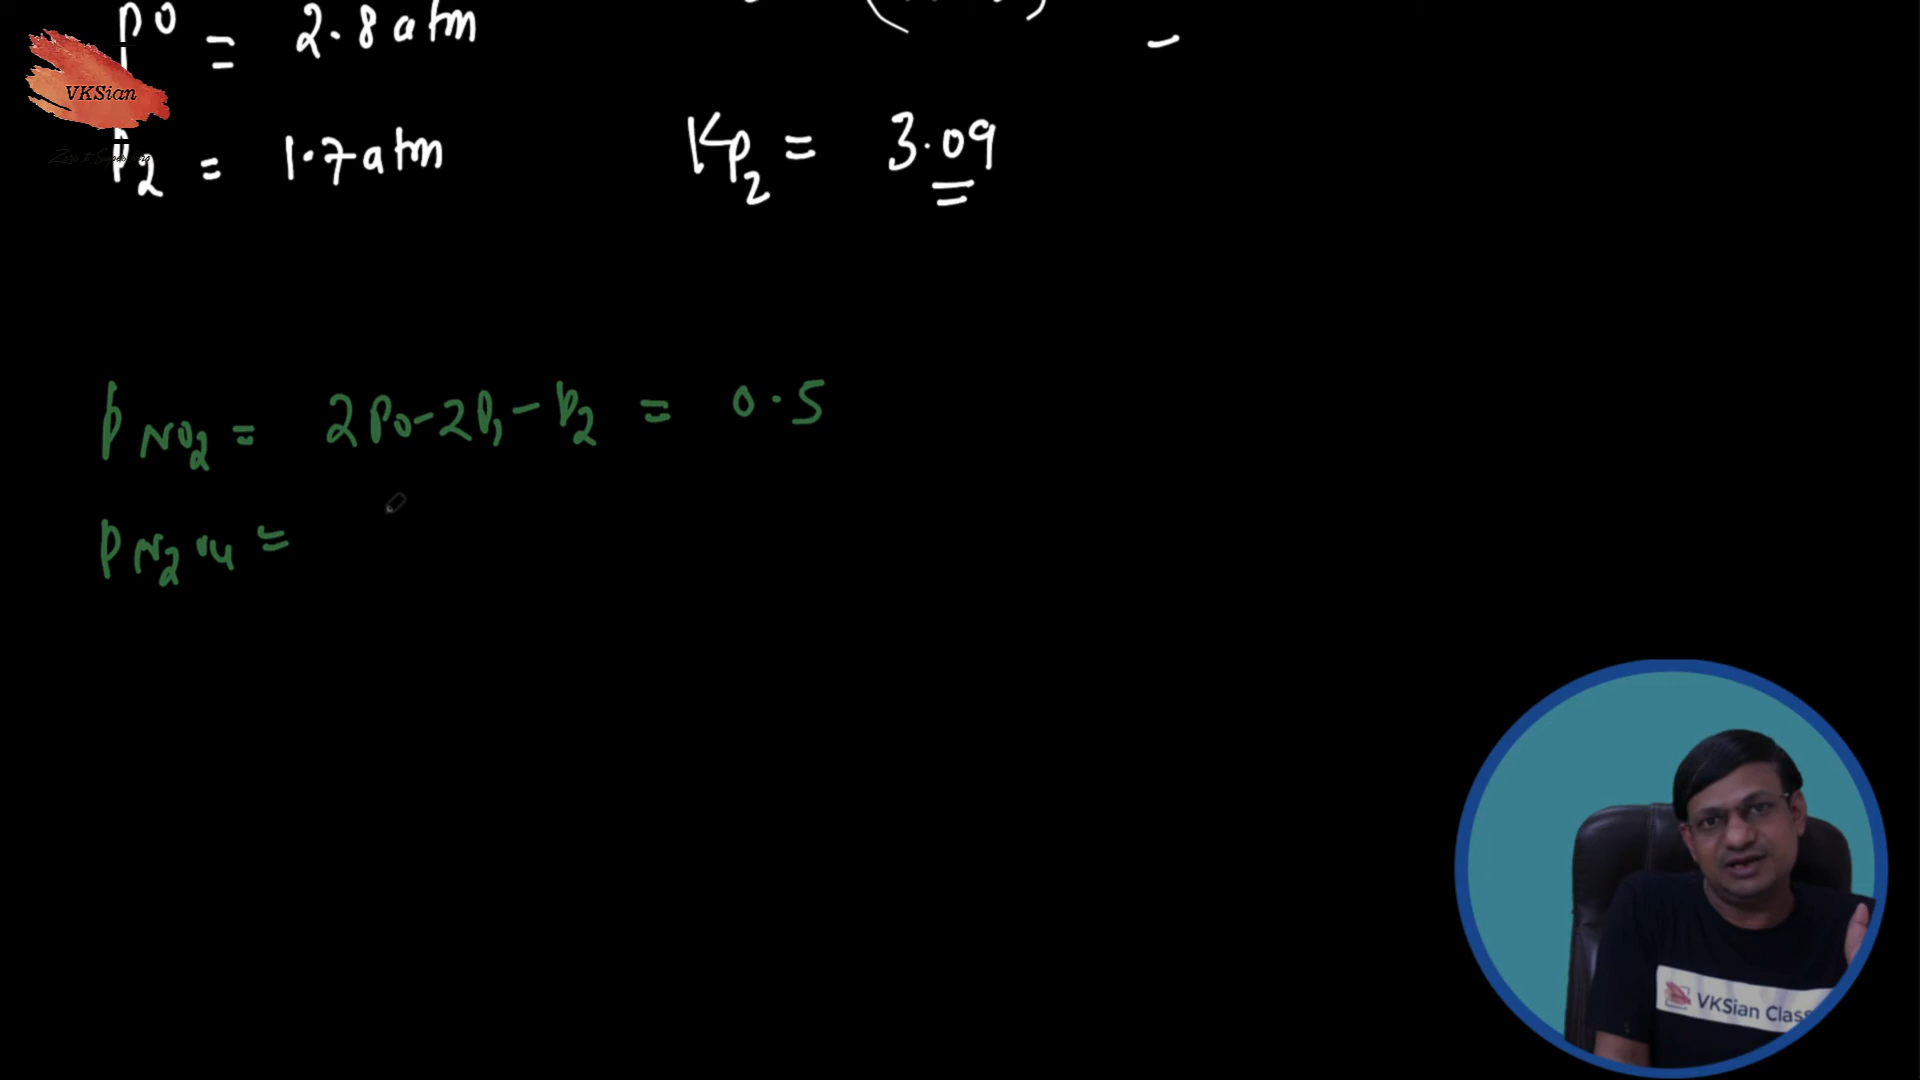 P0 = 2.8 atm
VKSian
P2 = 1.7 atm
Kp2 = 3.09
PNO2 = 2P0-2P1-P2 = 0.5
PN2O4 =
VKSian Class